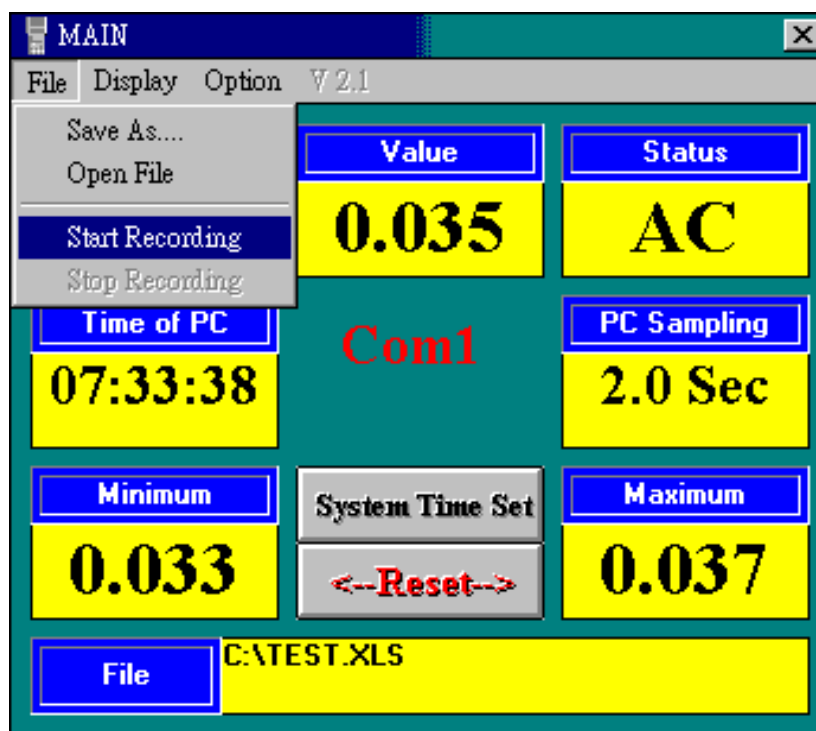 MAIN
File Display Option V 2.1
Save As....
Open File
Start Recording
Stop Recording
Value
0.035
Status
AC
Time of PC
07:33:38
Com1
PC Sampling
2.0 Sec
Minimum
0.033
System Time Set
<--Reset-->
Maximum
0.037
File
C:\TEST.XLS